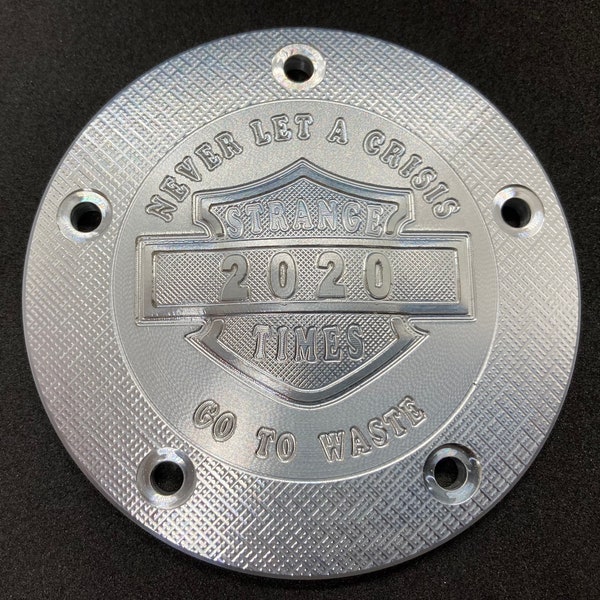 NEVER LET A CRISIS
STRANGE
2020
TIMES
GO TO WASTE